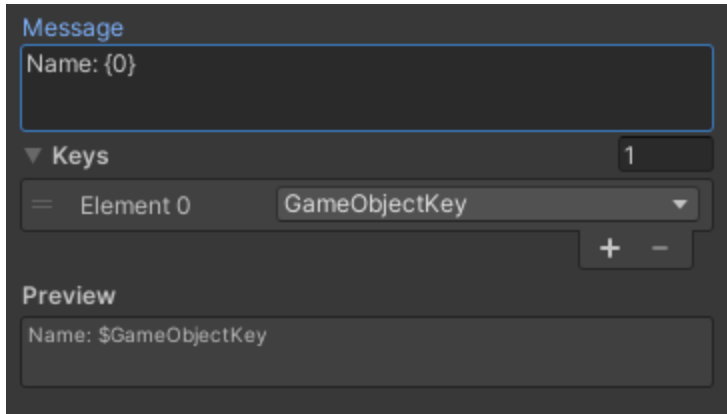 Message
Name: {0}
Keys 1
Element 0 GameObjectKey
+ −
Preview
Name: $GameObjectKey